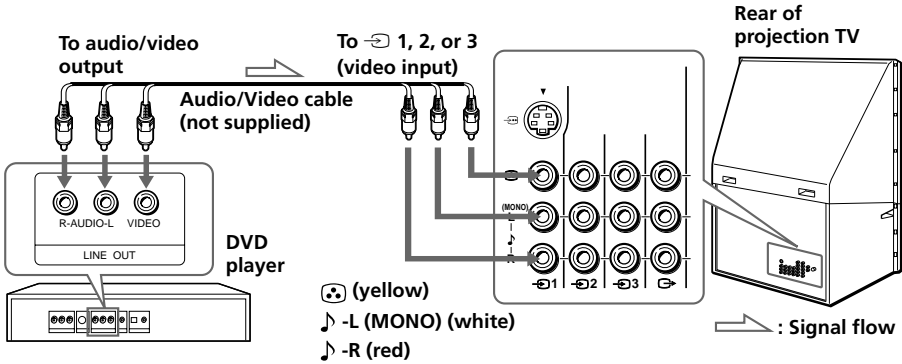 To audio/video
output
To 1, 2, or 3
(video input)
Rear of
projection TV
Audio/Video cable
(not supplied)
R-AUDIO-L VIDEO
LINE OUT
DVD
player
(MONO)
L
R
1 2 3
(yellow)
-L (MONO) (white)
-R (red)
: Signal flow